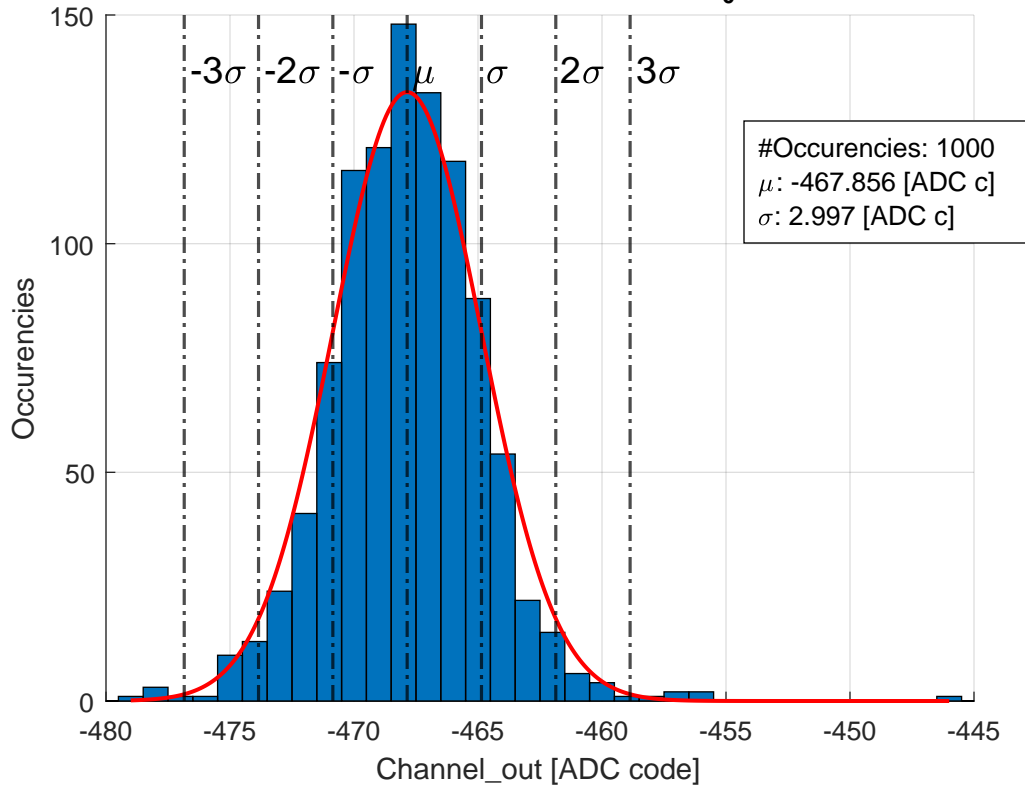 150
100
50
0
Occurencies
-3σ
-2σ
-σ
μ
σ
2σ
3σ
#Occurencies: 1000
μ: -467.856 [ADC c]
σ: 2.997 [ADC c]
-480
-475
-470
-465
-460
-455
-450
-445
Channel_out [ADC code]